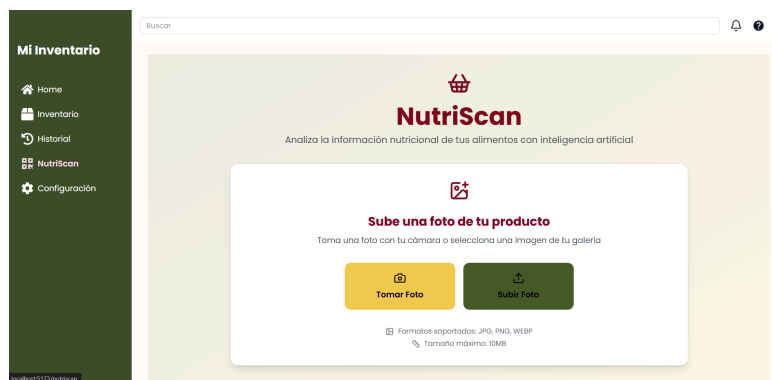 Mi Inventario
Home
Inventario
Historial
NutriScan
Configuración
Buscar
NutriScan
Analiza la información nutricional de tus alimentos con inteligencia artificial
Sube una foto de tu producto
Toma una foto con tu cámara o selecciona una imagen de tu galería
Tomar Foto
Subir Foto
Formatos soportados: JPG, PNG, WEBP
Tamaño máximo: 10MB
localhost:5173/nutriscan